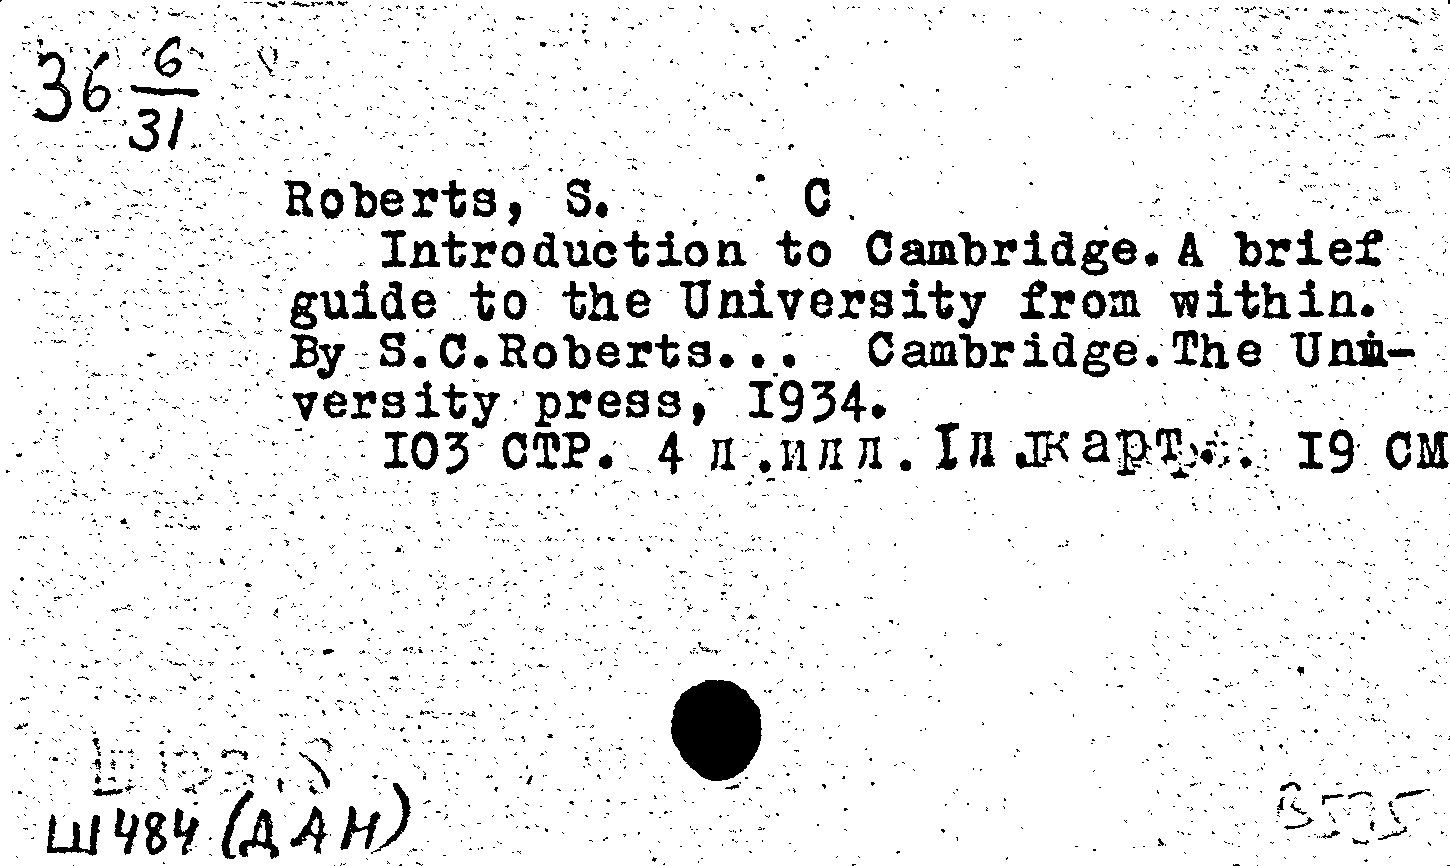 36 6/31
Roberts, S. C
Introduction to Cambridge. A brief
guide to the University from within.
By S.C.Roberts... Cambridge.The Uni-
versity press, 1934.
103 СТР. 4 л.илл. 1л.карт. 19 СМ
Ш484 (ДАН)
B535